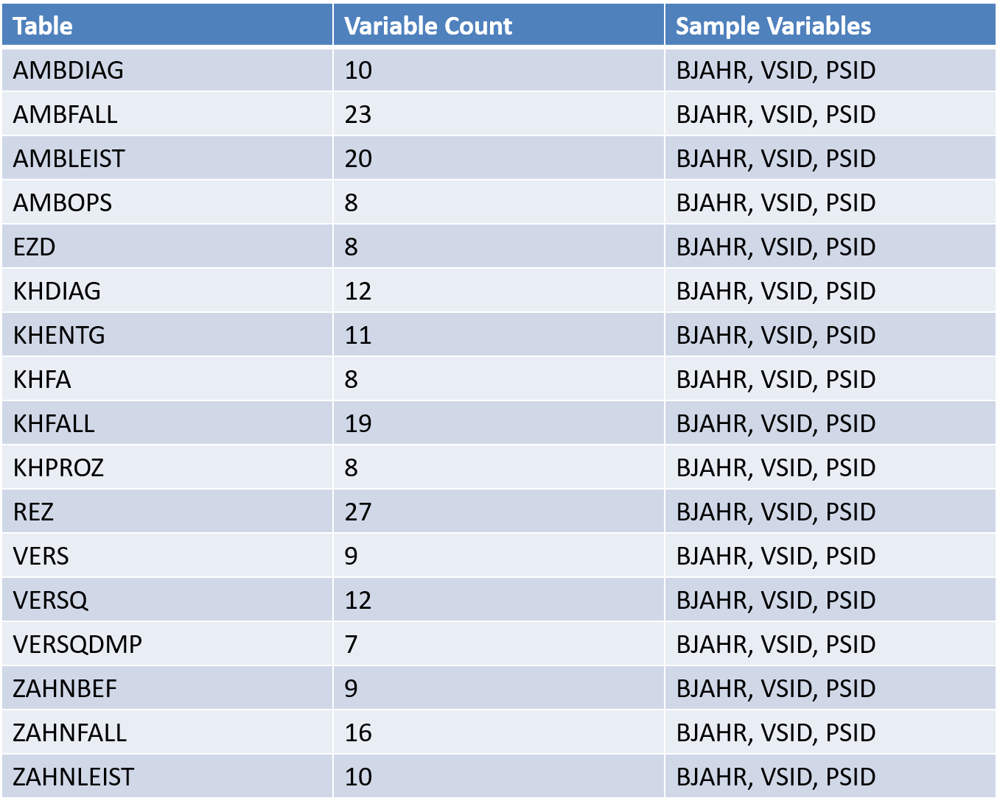 Table Variable Count Sample Variables
AMBDIAG 10 BJAHR, VSID, PSID
AMBFALL 23 BJAHR, VSID, PSID
AMBLEIST 20 BJAHR, VSID, PSID
AMBOPS 8 BJAHR, VSID, PSID
EZD 8 BJAHR, VSID, PSID
KHDIAG 12 BJAHR, VSID, PSID
KHENTG 11 BJAHR, VSID, PSID
KHFA 8 BJAHR, VSID, PSID
KHFALL 19 BJAHR, VSID, PSID
KHPROZ 8 BJAHR, VSID, PSID
REZ 27 BJAHR, VSID, PSID
VERS 9 BJAHR, VSID, PSID
VERSQ 12 BJAHR, VSID, PSID
VERSQDMP 7 BJAHR, VSID, PSID
ZAHNBEF 9 BJAHR, VSID, PSID
ZAHNFALL 16 BJAHR, VSID, PSID
ZAHNLEIST 10 BJAHR, VSID, PSID